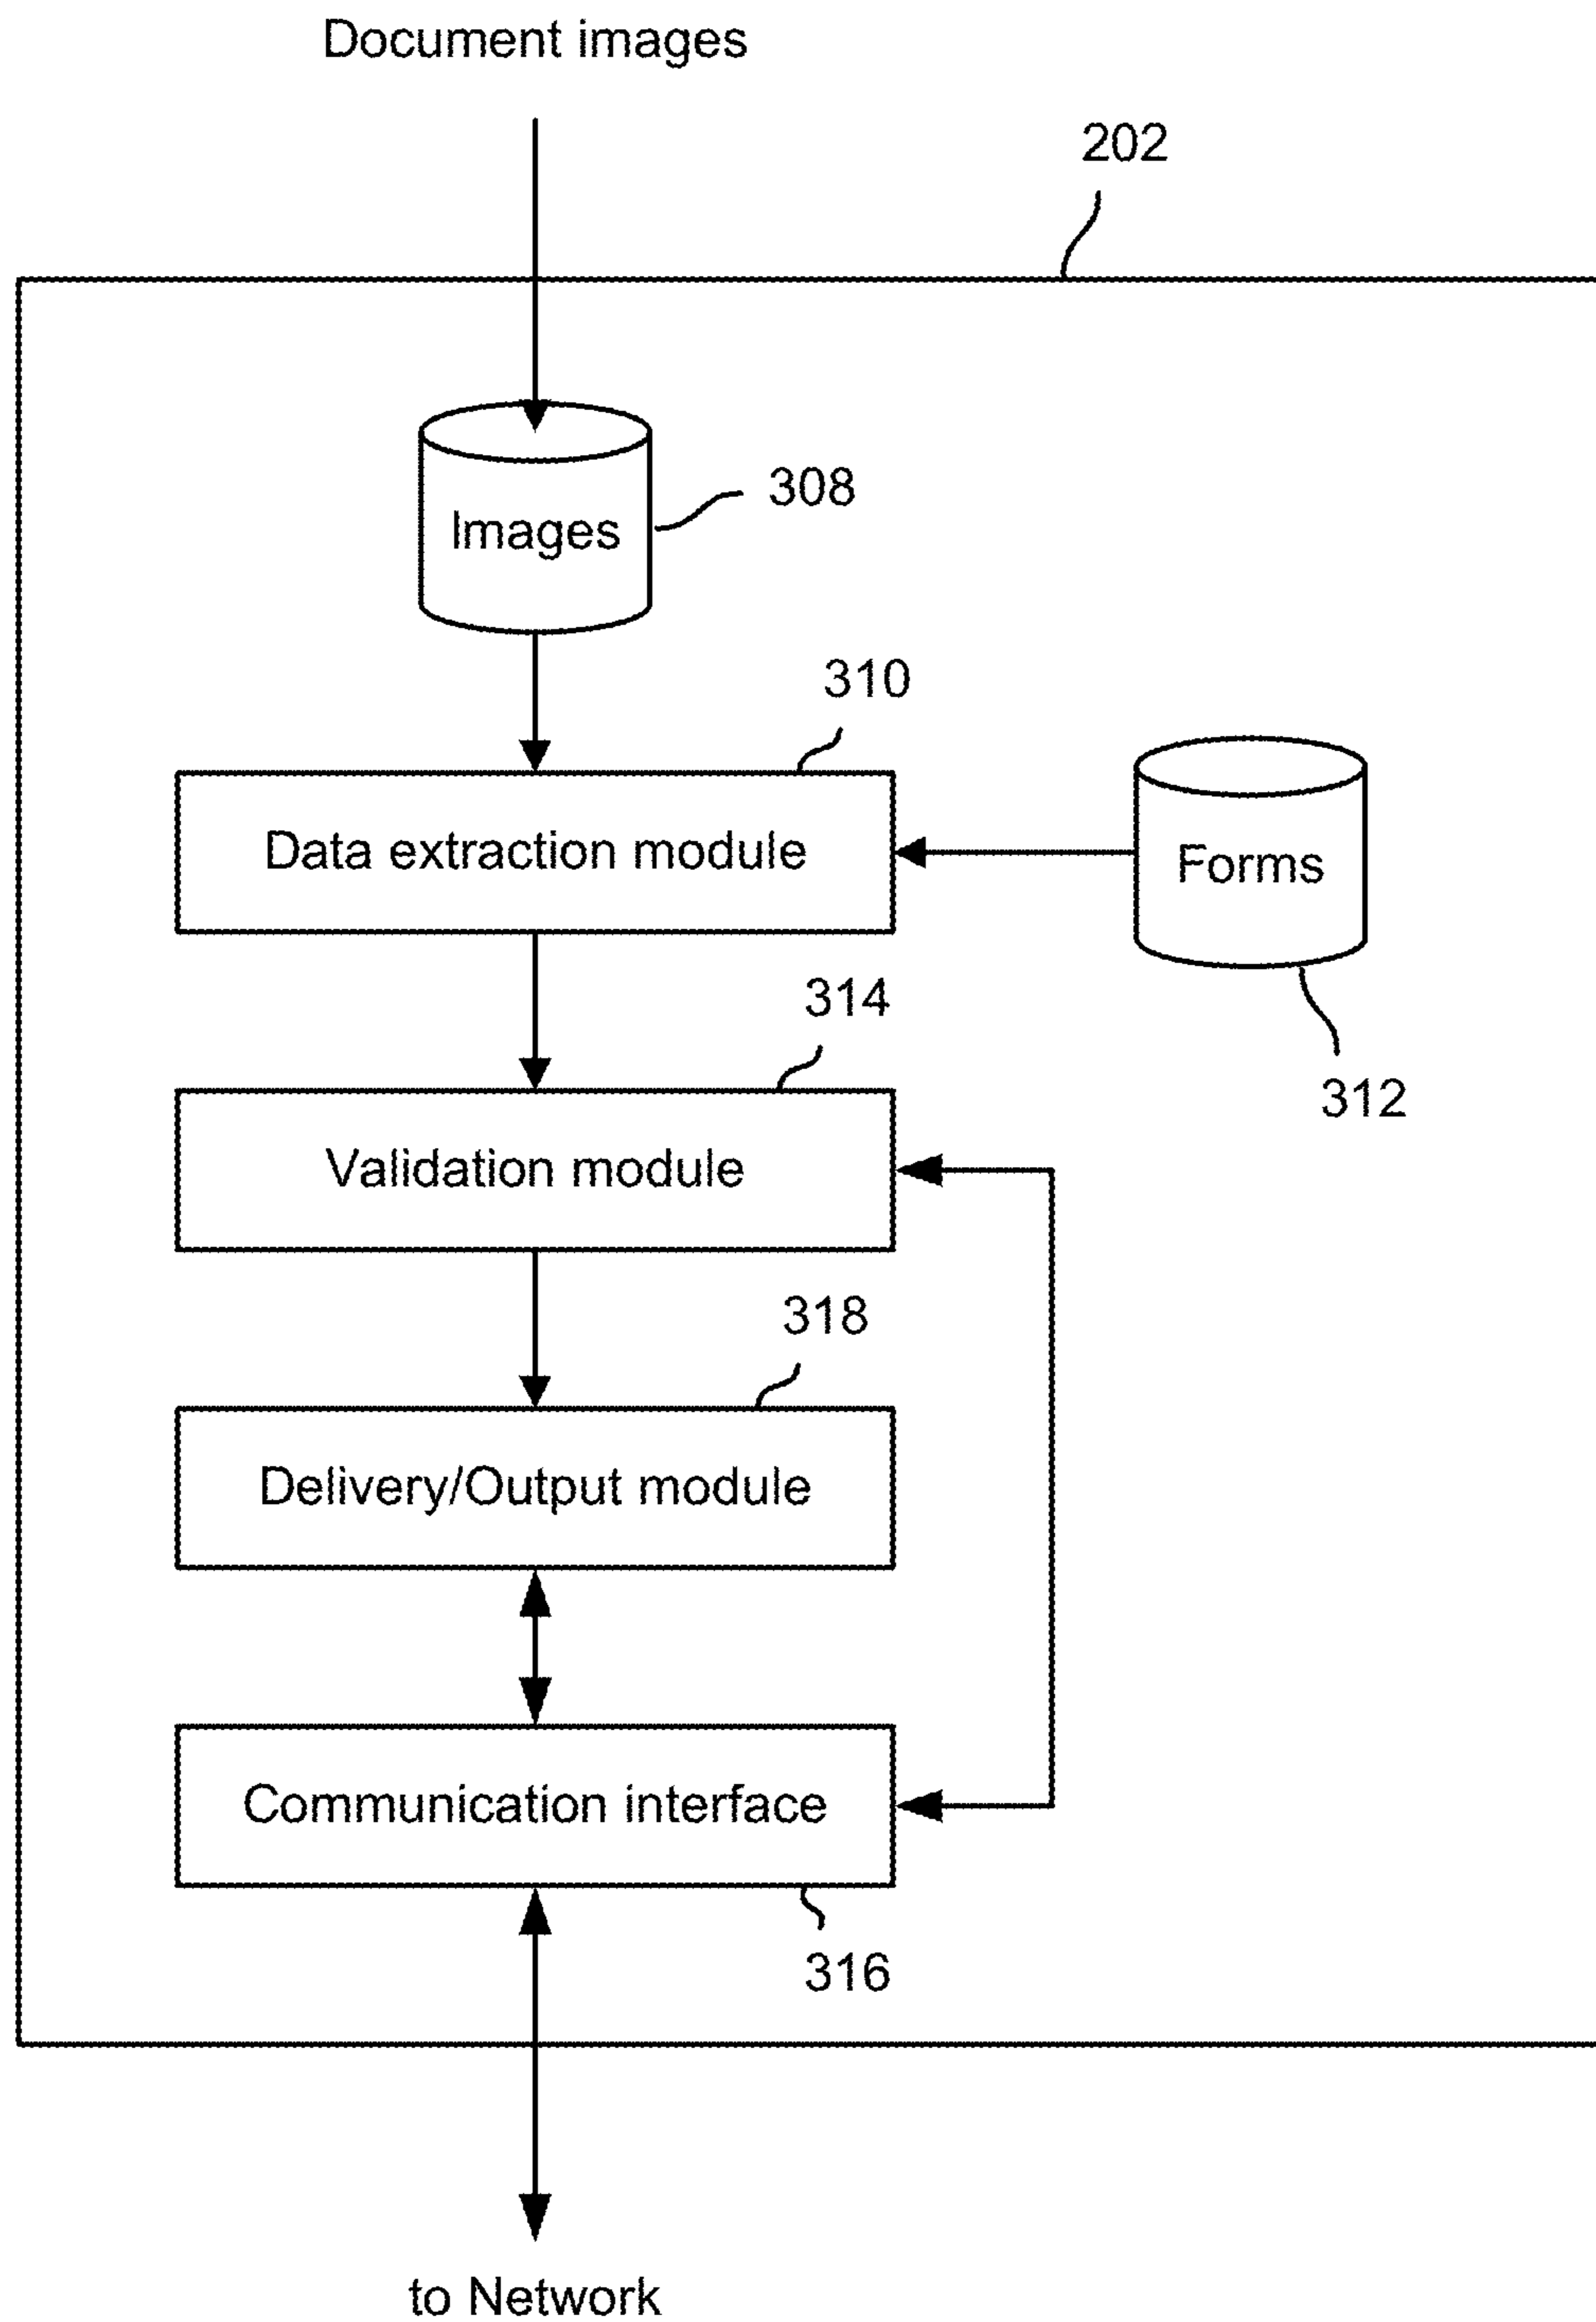 Document images
202
Images
308
310
Data extraction module
Forms
314
312
Validation module
318
Delivery/Output module
Communication interface
316
to Network